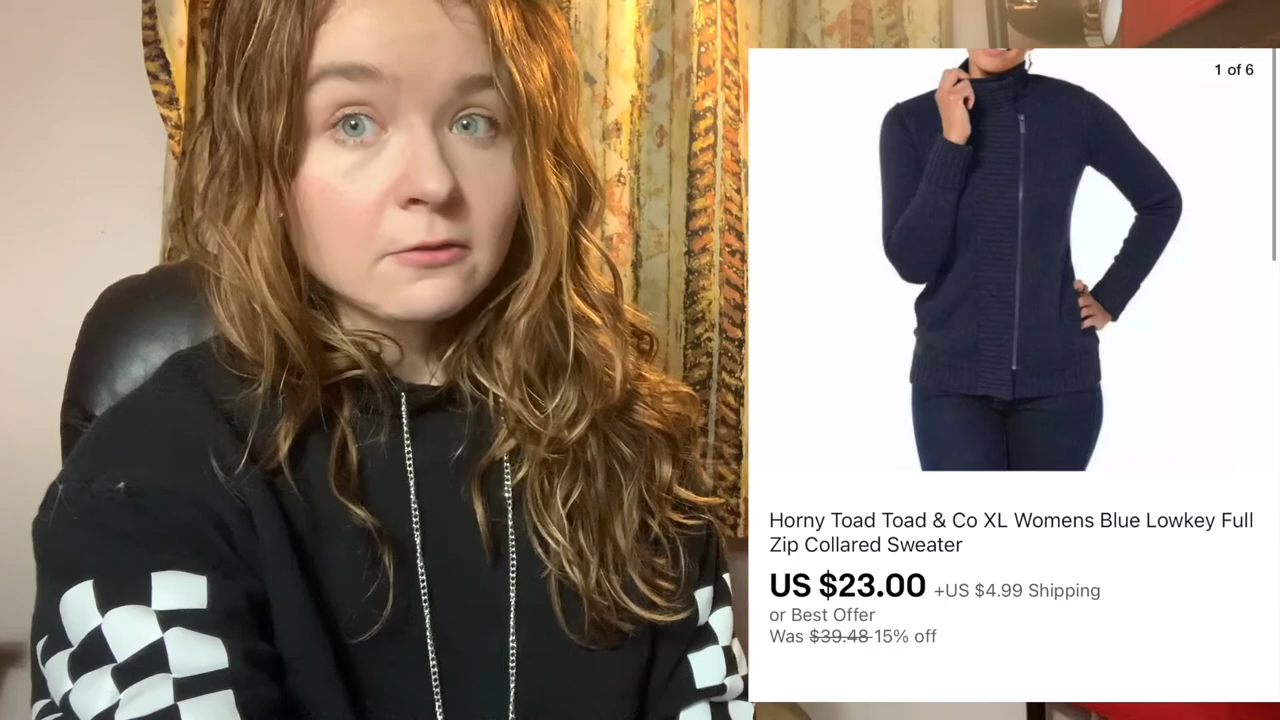 1 of 6
Horny Toad Toad & Co XL Womens Blue Lowkey Full
Zip Collared Sweater
US $23.00 +US $4.99 Shipping
or Best Offer
Was $39.48 15% off